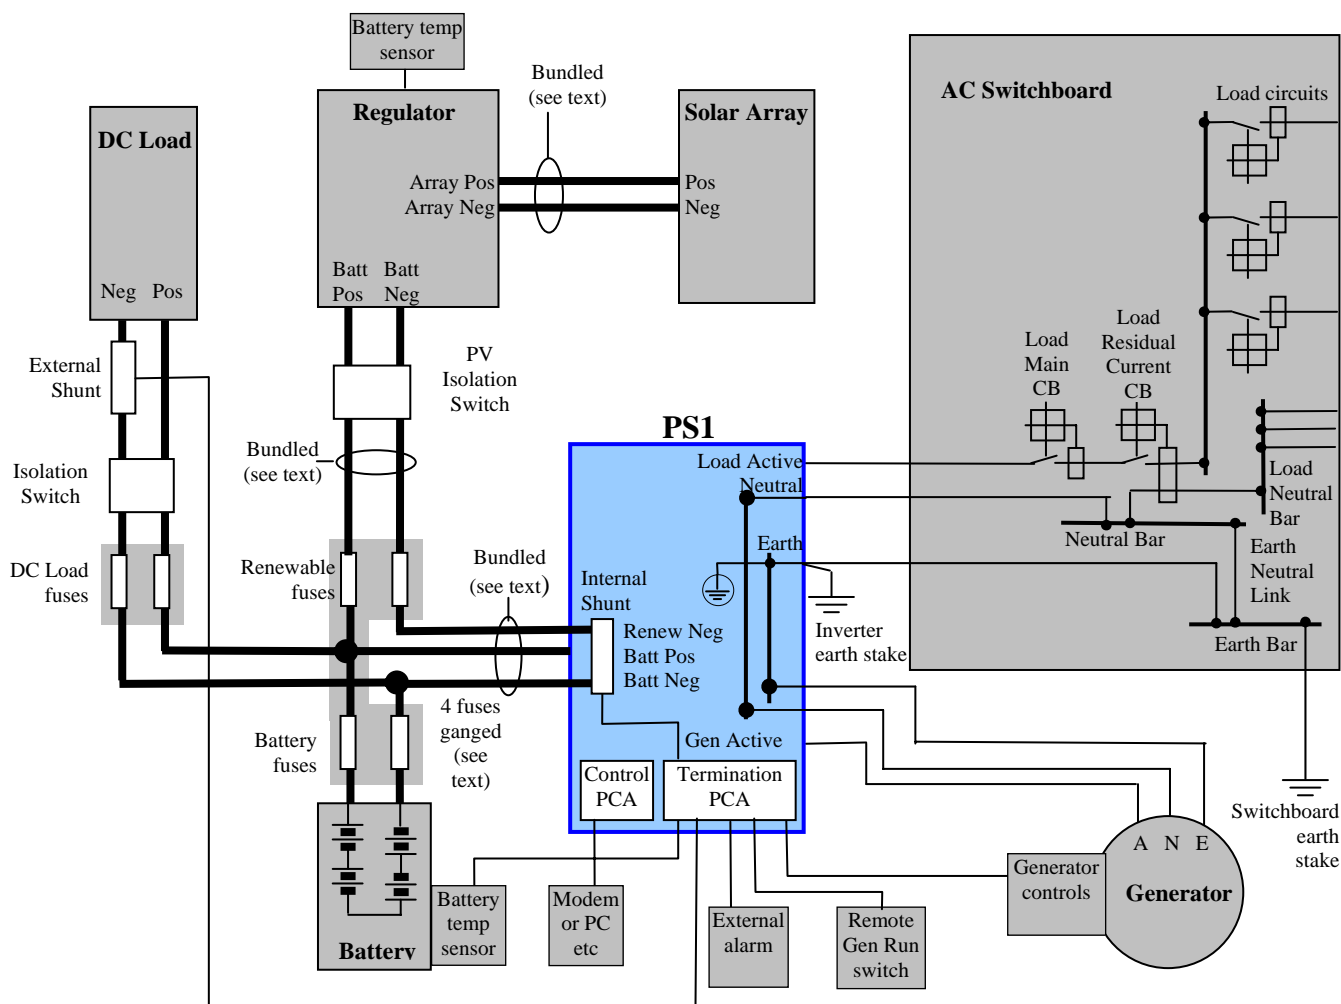 Battery temp
sensor
Bundled
(see text)
AC Switchboard
Load circuits
DC Load
Regulator
Solar Array
Array Pos
Array Neg
Pos
Neg
Batt
Pos
Batt
Neg
Neg Pos
External
Shunt
PV
Isolation
Switch
Load
Main
CB
Load
Residual
Current
CB
PS1
Bundled
(see text)
Isolation
Switch
Load Active
Neutral
Load
Neutral
Bar
Neutral Bar
Earth
Neutral
Link
Earth
DC Load
fuses
Renewable
fuses
Bundled
(see text)
Internal
Shunt
Renew Neg
Batt Pos
Batt Neg
Inverter
earth stake
Earth Bar
4 fuses
ganged
(see
text)
Battery
fuses
Gen Active
Control
PCA
Termination
PCA
Switchboard
earth
stake
A N E
Generator
controls
Generator
Battery
Battery
temp
sensor
Modem
or PC
etc
External
alarm
Remote
Gen Run
switch